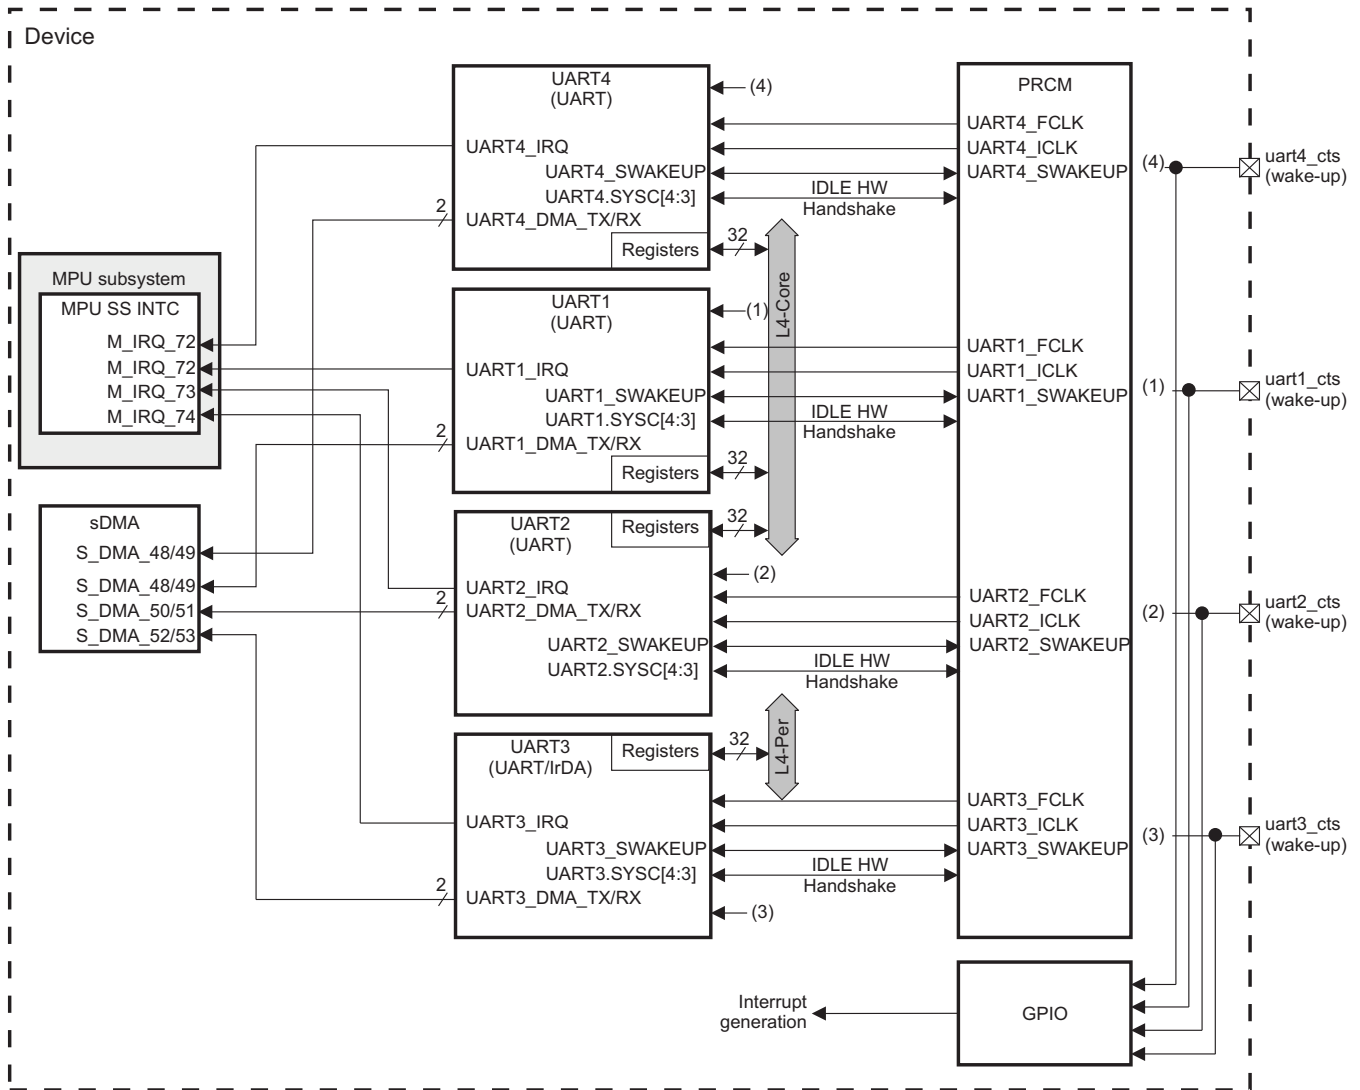 Device
UART4
(UART)
(4)
UART4_IRQ
UART4_SWAKEUP
UART4.SYSC[4:3]
2
UART4_DMA_TX/RX
Registers
32
IDLE HW
Handshake
MPU subsystem
MPU SS INTC
M_IRQ_72
M_IRQ_72
M_IRQ_73
M_IRQ_74
UART1
(UART)
(1)
UART1_IRQ
UART1_SWAKEUP
UART1.SYSC[4:3]
2
UART1_DMA_TX/RX
Registers
32
IDLE HW
Handshake
L4-Core
sDMA
S_DMA_48/49
S_DMA_48/49
S_DMA_50/51
S_DMA_52/53
UART2
(UART)
Registers
32
(2)
UART2_IRQ
2
UART2_DMA_TX/RX
UART2_SWAKEUP
UART2.SYSC[4:3]
IDLE HW
Handshake
L4-Per
UART3
(UART/IrDA)
Registers
32
UART3_IRQ
UART3_SWAKEUP
UART3.SYSC[4:3]
2
UART3_DMA_TX/RX
IDLE HW
Handshake
(3)
PRCM
UART4_FCLK
UART4_ICLK
UART4_SWAKEUP
UART1_FCLK
UART1_ICLK
UART1_SWAKEUP
UART2_FCLK
UART2_ICLK
UART2_SWAKEUP
UART3_FCLK
UART3_ICLK
UART3_SWAKEUP
(4)
uart4_cts
(wake-up)
(1)
uart1_cts
(wake-up)
(2)
uart2_cts
(wake-up)
(3)
uart3_cts
(wake-up)
Interrupt
generation
GPIO